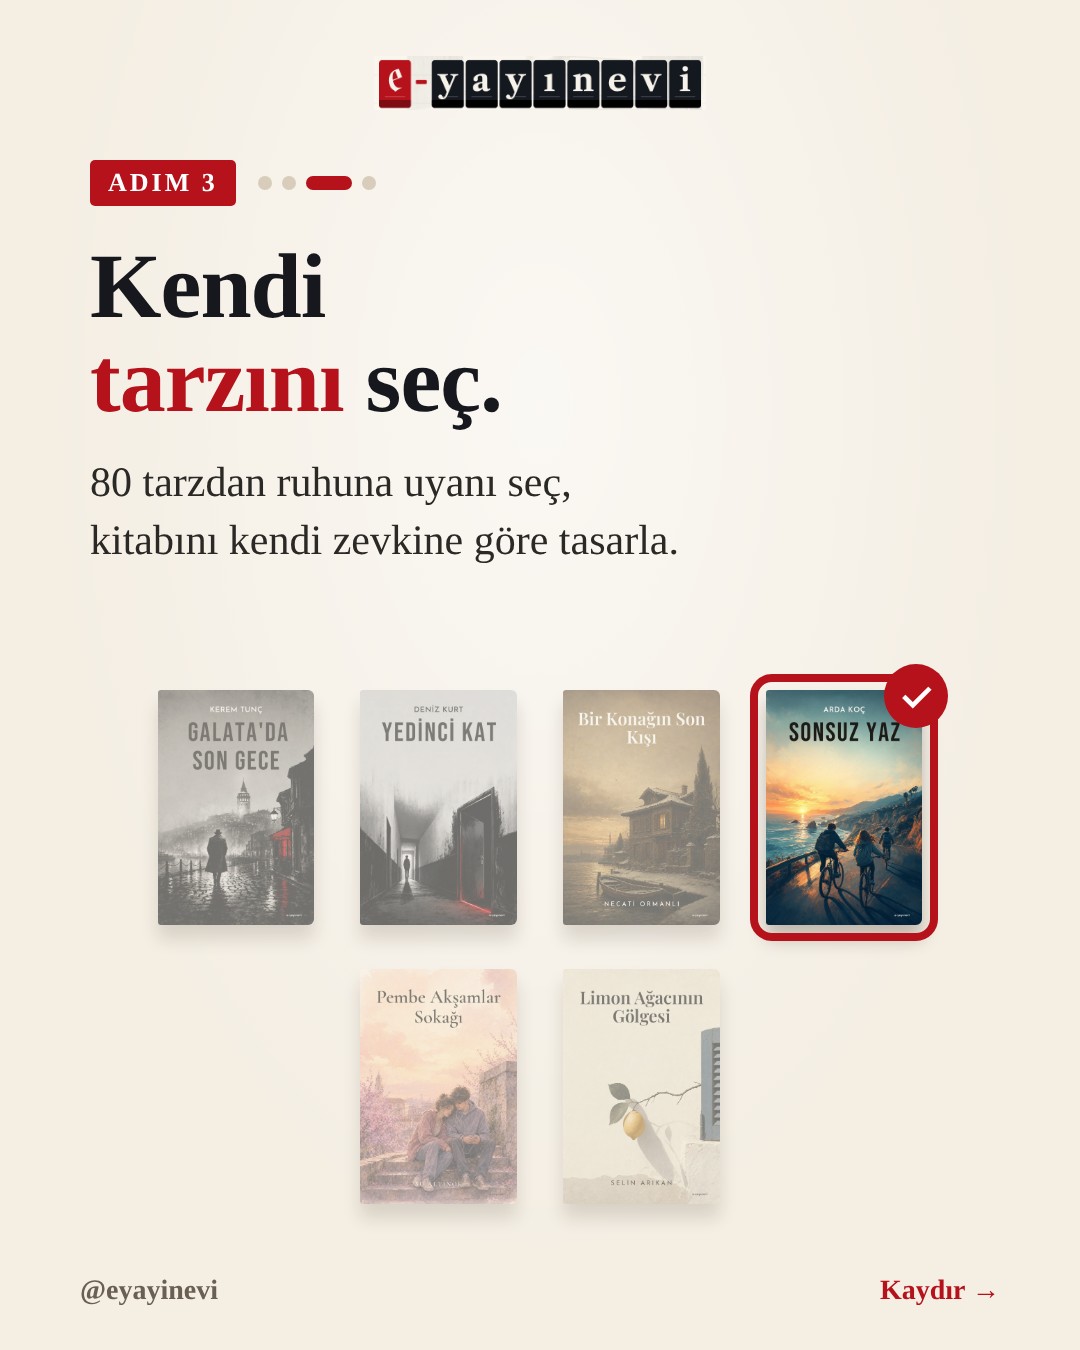 e-yayınevi
ADIM 3
Kendi
tarzını seç.
80 tarzdan ruhuna uyanı seç,
kitabını kendi zevkine göre tasarla.
KEREM TUNÇ
GALATA'DA
SON GECE
DENİZ KURT
YEDİNCİ KAT
Bir Konağın Son
Kışı
NECATİ ORMANLI
ARDA KOÇ
SONSUZ YAZ
Pembe Akşamlar
Sokağı
Limon Ağacının
Gölgesi
SELİN ARIKAN
@eyayinevi
Kaydır →